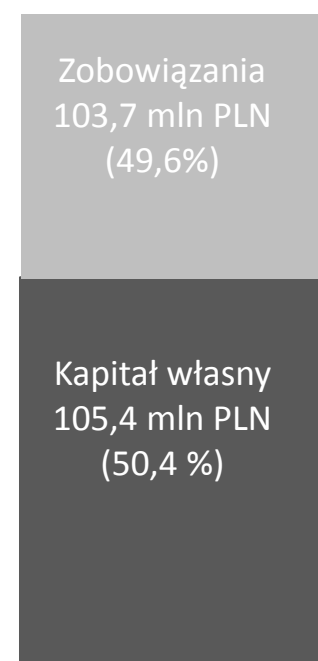 Zobowiązania
103,7 mln PLN
(49,6%)
Kapitał własny
105,4 mln PLN
(50,4 %)